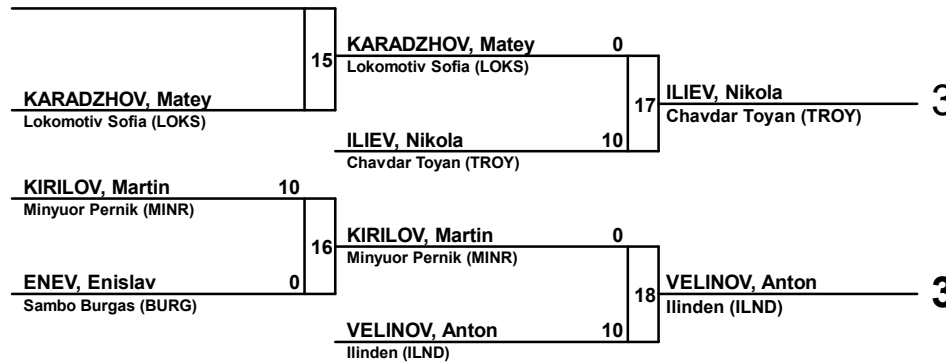 15
KARADZHOV, Matey 0
Lokomotiv Sofia (LOKS)
KARADZHOV, Matey
Lokomotiv Sofia (LOKS)
17
ILIEV, Nikola
Chavdar Toyan (TROY)
3
ILIEV, Nikola 10
Chavdar Toyan (TROY)
KIRILOV, Martin 10
Minyuor Pernik (MINR)
16
KIRILOV, Martin 0
Minyuor Pernik (MINR)
ENEV, Enislav 0
Sambo Burgas (BURG)
18
VELINOV, Anton
Ilinden (ILND)
3
VELINOV, Anton 10
Ilinden (ILND)